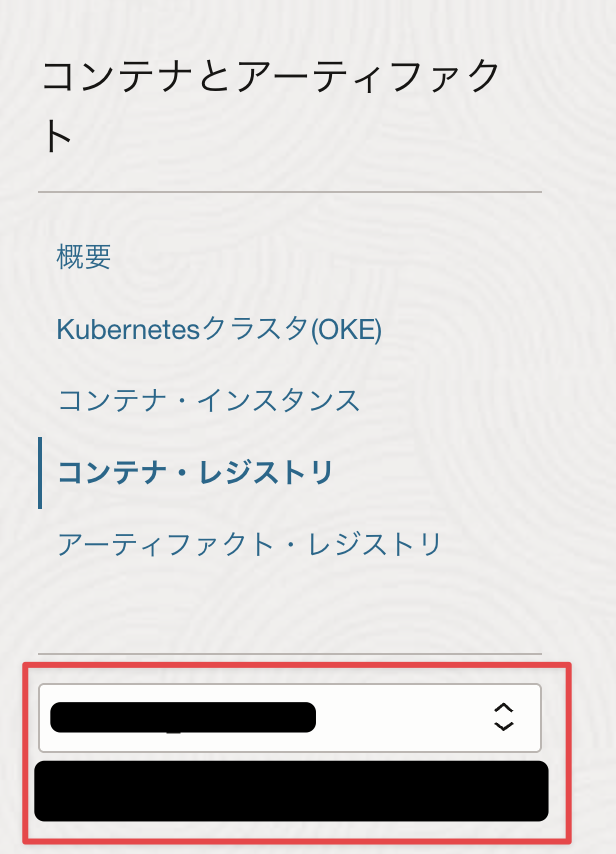 コンテナとアーティファク
ト
概要
Kubernetesクラスタ(OKE)
コンテナ・インスタンス
コンテナ・レジストリ
アーティファクト・レジストリ